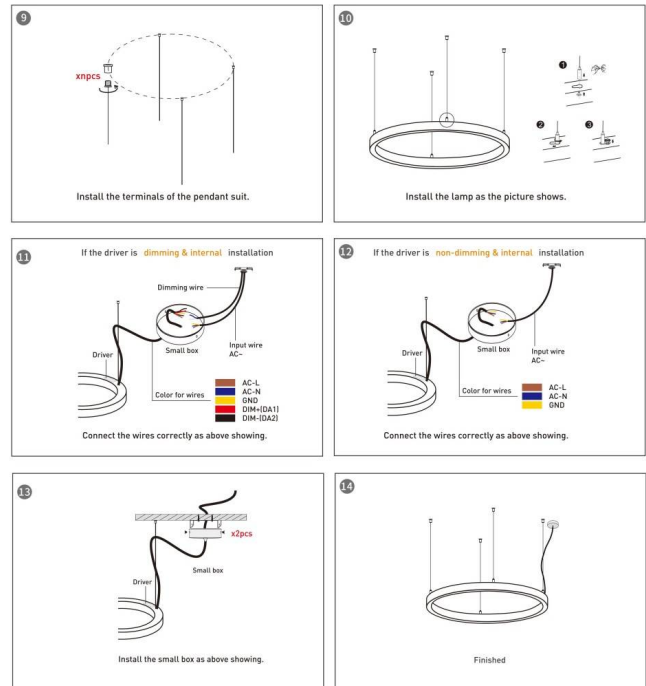 9
xnpcs
Install the terminals of the pendant suit.
10
1
2
3
Install the lamp as the picture shows.
11
If the driver is dimming & internal installation
Dimming wire
Small box
Driver
Input wire
AC~
Color for wires
AC-L
AC-N
GND
DIM+(DA1)
DIM-(DA2)
Connect the wires correctly as above showing.
12
If the driver is non-dimming & internal installation
Small box
Driver
Input wire
AC~
Color for wires
AC-L
AC-N
GND
Connect the wires correctly as above showing.
13
x2pcs
Small box
Driver
Install the small box as above showing.
14
Finished